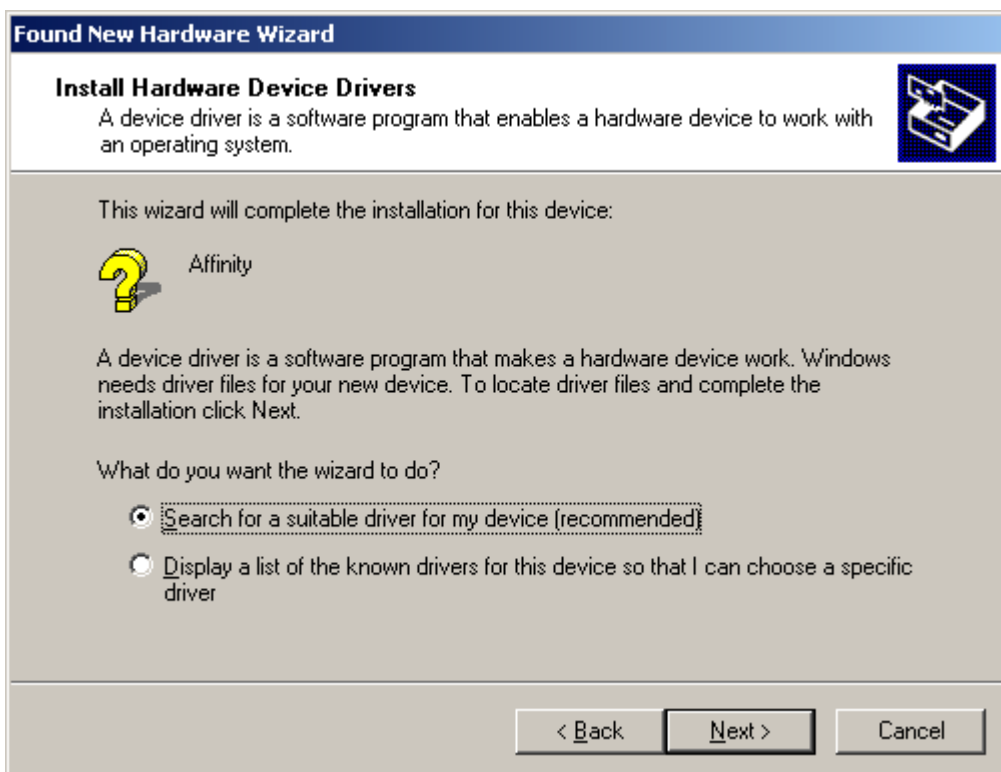 Found New Hardware Wizard
Install Hardware Device Drivers
A device driver is a software program that enables a hardware device to work with
an operating system.
This wizard will complete the installation for this device:
Affinity
A device driver is a software program that makes a hardware device work. Windows
needs driver files for your new device. To locate driver files and complete the
installation click Next.
What do you want the wizard to do?
Search for a suitable driver for my device (recommended)
Display a list of the known drivers for this device so that I can choose a specific
driver
< Back Next > Cancel